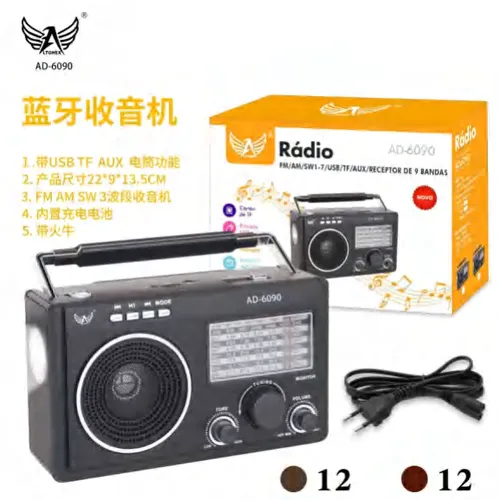 ALTOMEX
AD-6090
蓝牙收音机
1. 带USB TF AUX 电筒功能
2. 产品尺寸22*9*13.5CM
3. FM AM SW 3波段收音机
4. 内置充电电池
5. 带火牛
Rádio
AD-6090
FM/AM/SW1-7/USB/TF/AUX/RECEPTOR DE 9 BANDAS
NOVO
MODE
AD-6090
TUNING
MONITOR
TONE
VOLUME
12
12